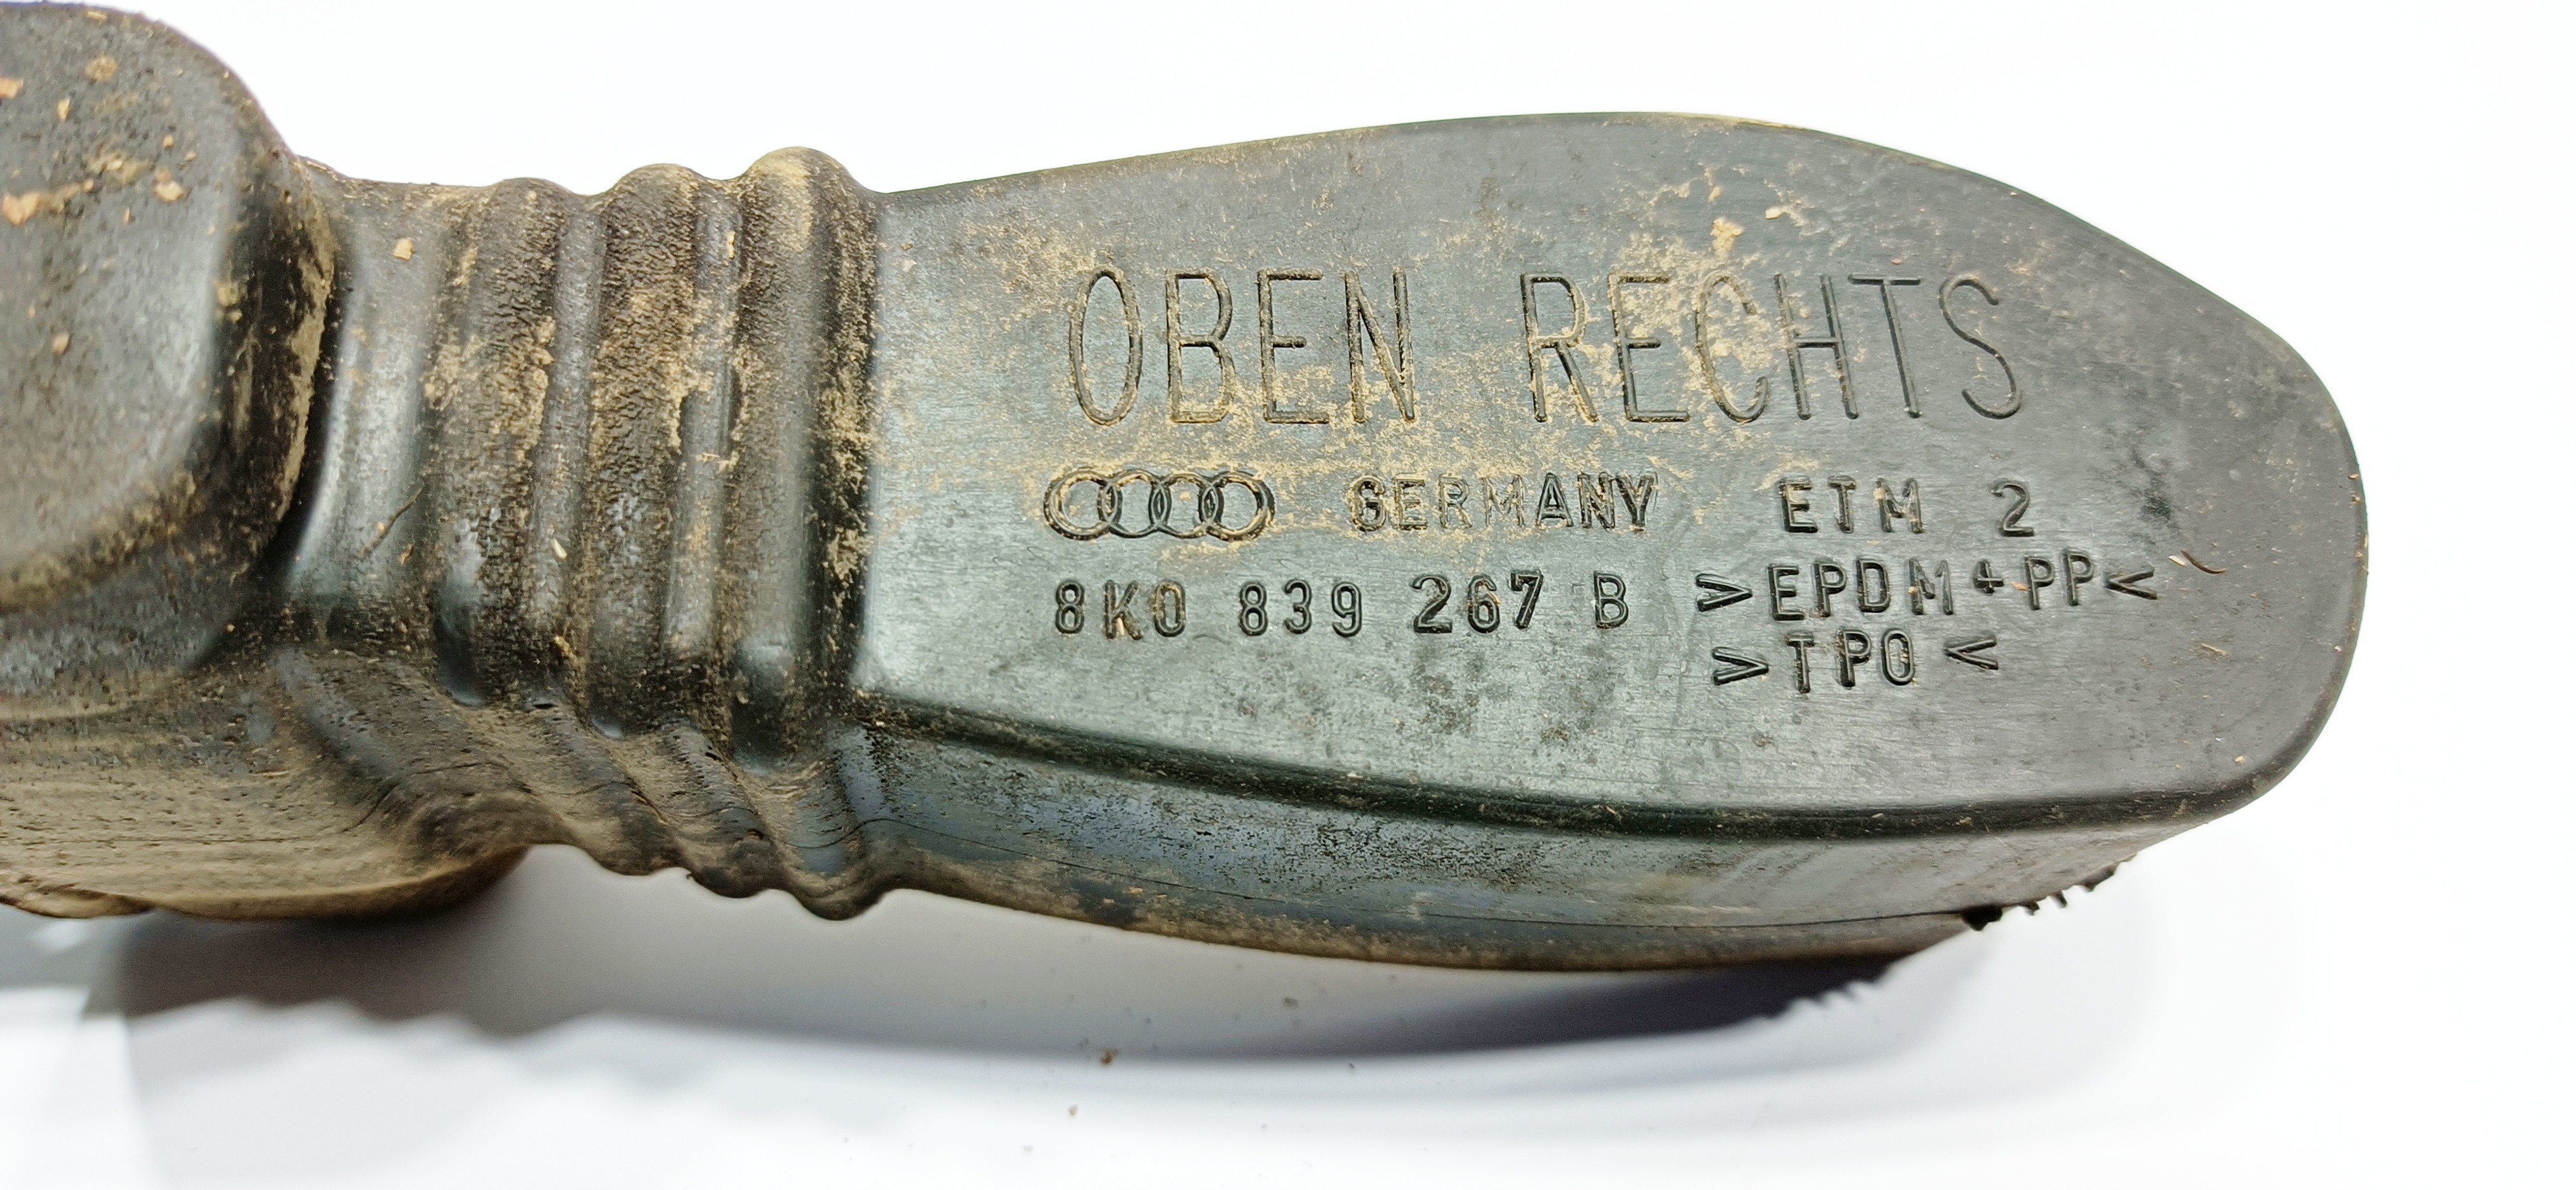 OBEN RECHTS
GERMANY ETM 2
8K0 839 267 B >EPDM+PP<
>TPO<